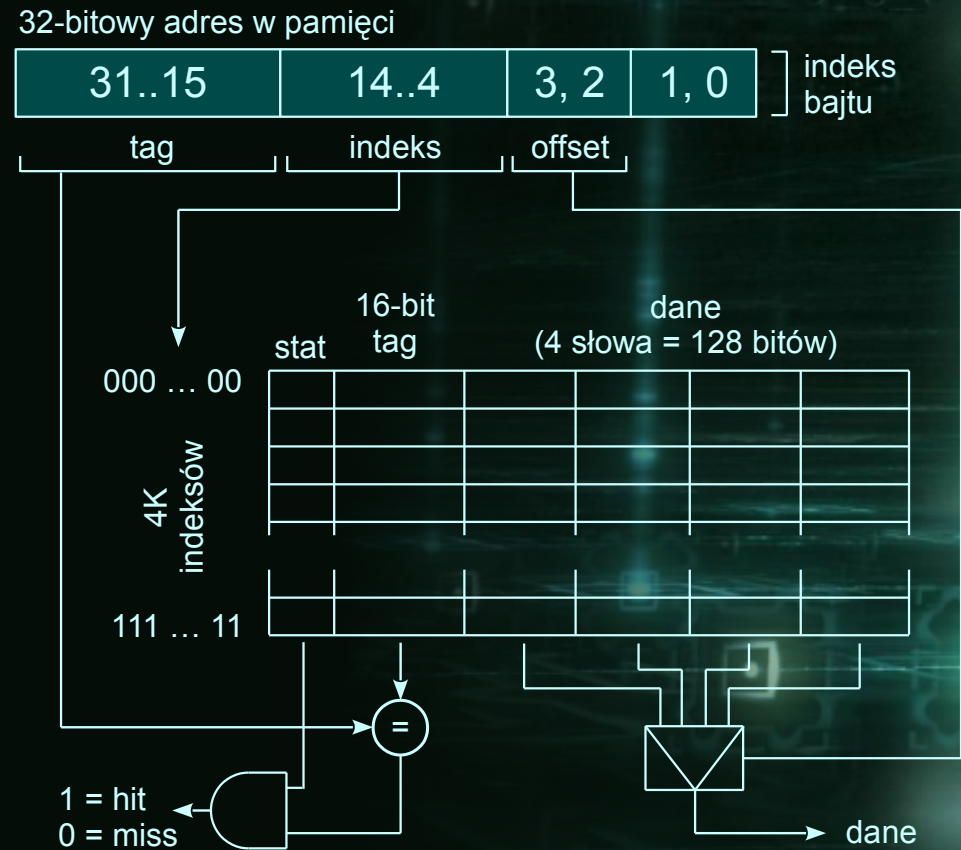 32-bitowy adres w pamięci
31..15
14..4
3, 2
1, 0
indeks
bajtu
tag
indeks
offset
16-bit
tag
dane
(4 słowa = 128 bitów)
stat
000 ... 00
4K
indeksów
111 ... 11
=
1 = hit
0 = miss
dane